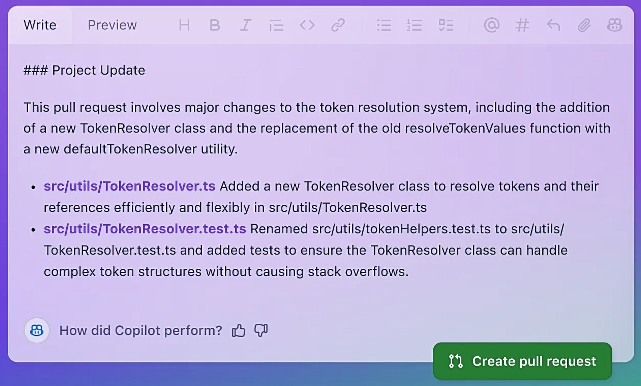 Write Preview
### Project Update
This pull request involves major changes to the token resolution system, including the addition
of a new TokenResolver class and the replacement of the old resolveTokenValues function with
a new defaultTokenResolver utility.
• src/utils/TokenResolver.ts Added a new TokenResolver class to resolve tokens and their
references efficiently and flexibly in src/utils/TokenResolver.ts
• src/utils/TokenResolver.test.ts Renamed src/utils/tokenHelpers.test.ts to src/utils/
TokenResolver.test.ts and added tests to ensure the TokenResolver class can handle
complex token structures without causing stack overflows.
How did Copilot perform?
Create pull request